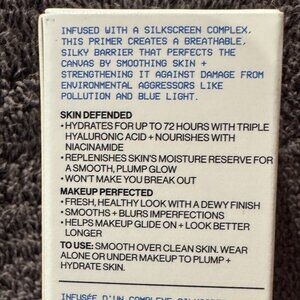 INFUSED WITH A SILKSCREEN COMPLEX,
THIS PRIMER CREATES A BREATHABLE,
SILKY BARRIER THAT PERFECTS THE
CANVAS BY SMOOTHING SKIN +
STRENGTHENING IT AGAINST DAMAGE FROM
ENVIRONMENTAL AGGRESSORS LIKE
POLLUTION AND BLUE LIGHT.
SKIN DEFENDED
• HYDRATES FOR UP TO 72 HOURS WITH TRIPLE
HYALURONIC ACID + NOURISHES WITH
NIACINAMIDE
• REPLENISHES SKIN'S MOISTURE RESERVE FOR
A SMOOTH, PLUMP GLOW
• WON'T MAKE YOU BREAK OUT
MAKEUP PERFECTED
• FRESH, HEALTHY LOOK WITH A DEWY FINISH
• SMOOTHS + BLURS IMPERFECTIONS
• HELPS MAKEUP GLIDE ON + LOOK BETTER
LONGER
TO USE: SMOOTH OVER CLEAN SKIN. WEAR
ALONE OR UNDER MAKEUP TO PLUMP +
HYDRATE SKIN.
INFUSÉE D'UN COMPLEXE